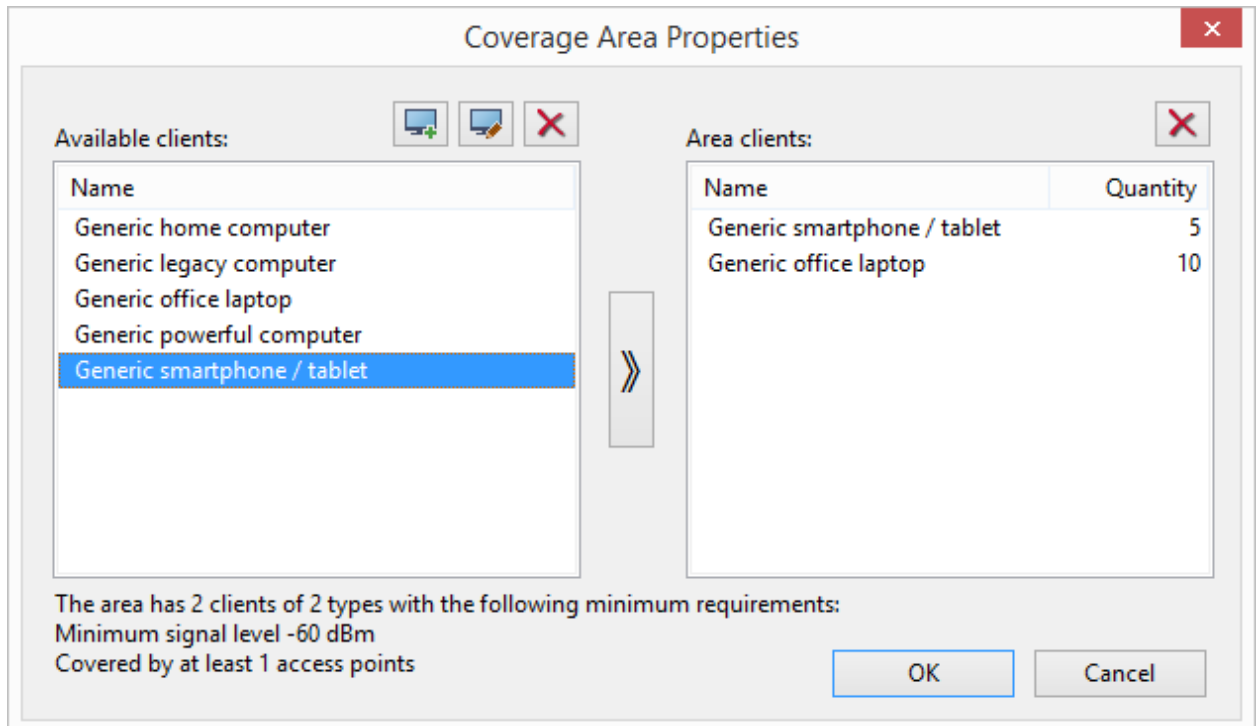 Coverage Area Properties
Available clients:
Name
Generic home computer
Generic legacy computer
Generic office laptop
Generic powerful computer
Generic smartphone / tablet
Area clients:
Name Quantity
Generic smartphone / tablet 5
Generic office laptop 10
The area has 2 clients of 2 types with the following minimum requirements:
Minimum signal level -60 dBm
Covered by at least 1 access points
OK Cancel